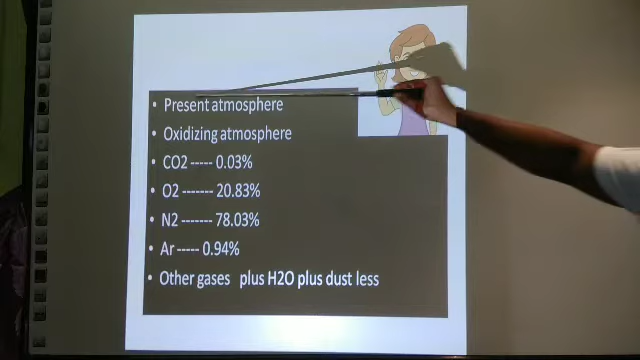 • Present atmosphere
• Oxidizing atmosphere
• CO2 ----- 0.03%
• O2 ------- 20.83%
• N2 ------- 78.03%
• Ar ----- 0.94%
• Other gases plus H2O plus dust less